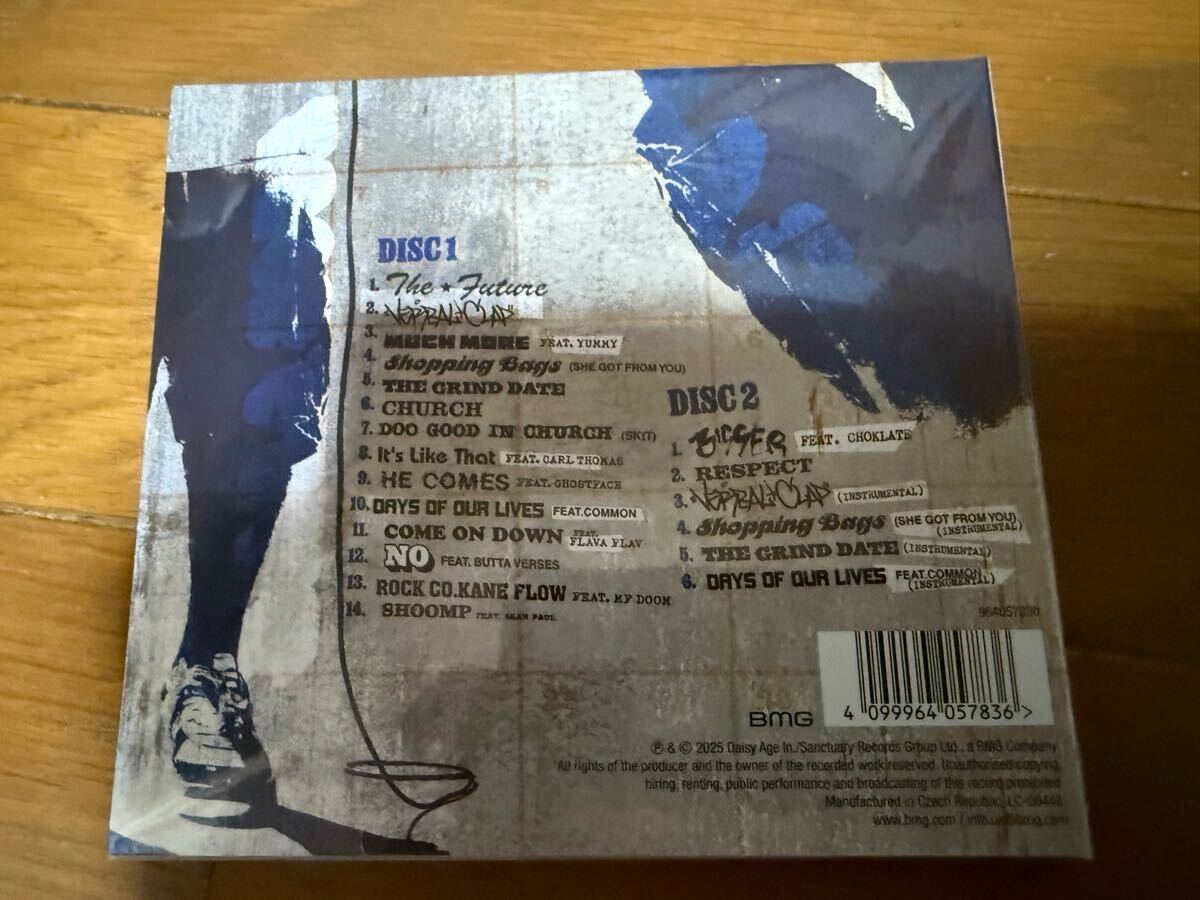 DISC 1
1. The ★ Future
2. VERBAL CLAP
3. MUCH MORE FEAT. YUMMY
4. Shopping Bags (SHE GOT FROM YOU)
5. THE GRIND DATE
6. CHURCH
7. DOO GOOD IN CHURCH (SKIT)
8. It's Like That FEAT. CARL THOMAS
9. HE COMES FEAT. GHOSTFACE
10. DAYS OF OUR LIVES FEAT.COMMON
11. COME ON DOWN FEAT. FLAVA FLAV
12. NO FEAT. BUTTA VERSES
13. ROCK CO.KANE FLOW FEAT. MF DOOM
14. SHOOMP FEAT. SEAN PAUL
DISC 2
1. BIGGER FEAT. CHOKLATE
2. RESPECT
3. VERBAL CLAP (INSTRUMENTAL)
4. Shopping Bags (SHE GOT FROM YOU) (INSTRUMENTAL)
5. THE GRIND DATE (INSTRUMENTAL)
6. DAYS OF OUR LIVES FEAT.COMMON (INSTRUMENTAL)
BMG
4 099964 057836 >
℗ & © 2025 Daisy Age In./Sanctuary Records Group Ltd., a BMG Company
All rights of the producer and the owner of the recorded work reserved. Unauthorised copying,
hiring, renting, public performance and broadcasting of this record prohibited
Manufactured in Czech Republic.
www.bmg.com /